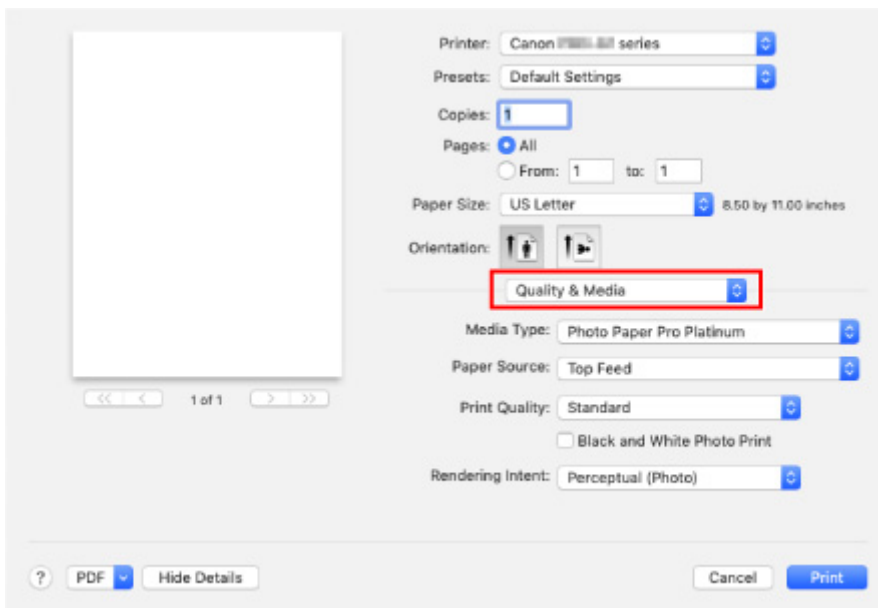 Printer: Canon series
Presets: Default Settings
Copies: 1
Pages: All
From: 1 to: 1
Paper Size: US Letter 8.50 by 11.00 inches
Orientation:
Quality & Media
Media Type: Photo Paper Pro Platinum
Paper Source: Top Feed
<< < 1 of 1 > >>
Print Quality: Standard
Black and White Photo Print
Rendering Intent: Perceptual (Photo)
? PDF Hide Details Cancel Print